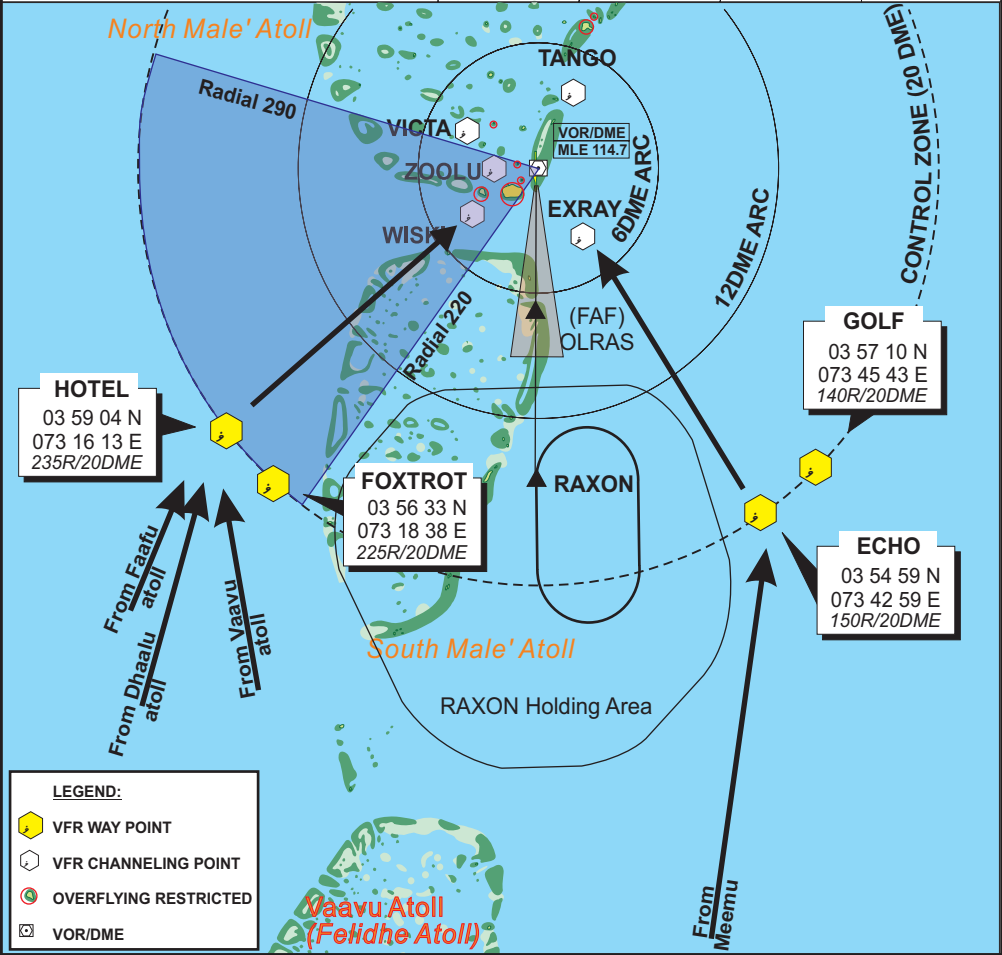 North Male' Atoll
TANGO
Radial 290
VICTA
VOR/DME
MLE 114.7
ZOOLU
6DME ARC
CONTROL ZONE (20 DME)
EXRAY
WISKI
12DME ARC
Radial 220
(FAF)
OLRAS
GOLF
03 57 10 N
073 45 43 E
140R/20DME
HOTEL
03 59 04 N
073 16 13 E
235R/20DME
FOXTROT
03 56 33 N
073 18 38 E
225R/20DME
RAXON
ECHO
03 54 59 N
073 42 59 E
150R/20DME
From Faafu
atoll
From Dhaalu
atoll
From Vaavu
atoll
South Male' Atoll
RAXON Holding Area
LEGEND:
VFR WAY POINT
VFR CHANNELING POINT
OVERFLYING RESTRICTED
VOR/DME
Vaavu Atoll
(Felidhe Atoll)
From
Meemu